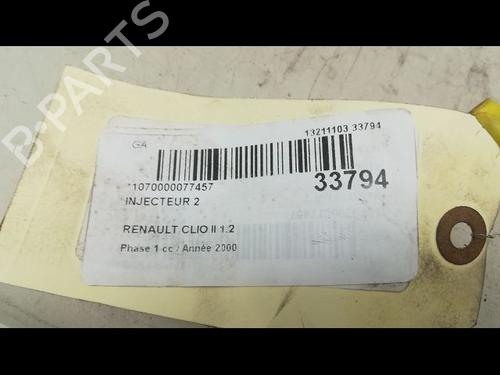 B-PARTS
GA
13211103 33794
*1070000077457
33794
INJECTEUR 2
RENAULT CLIO II 1.2
Phase 1 cc / Année 2000